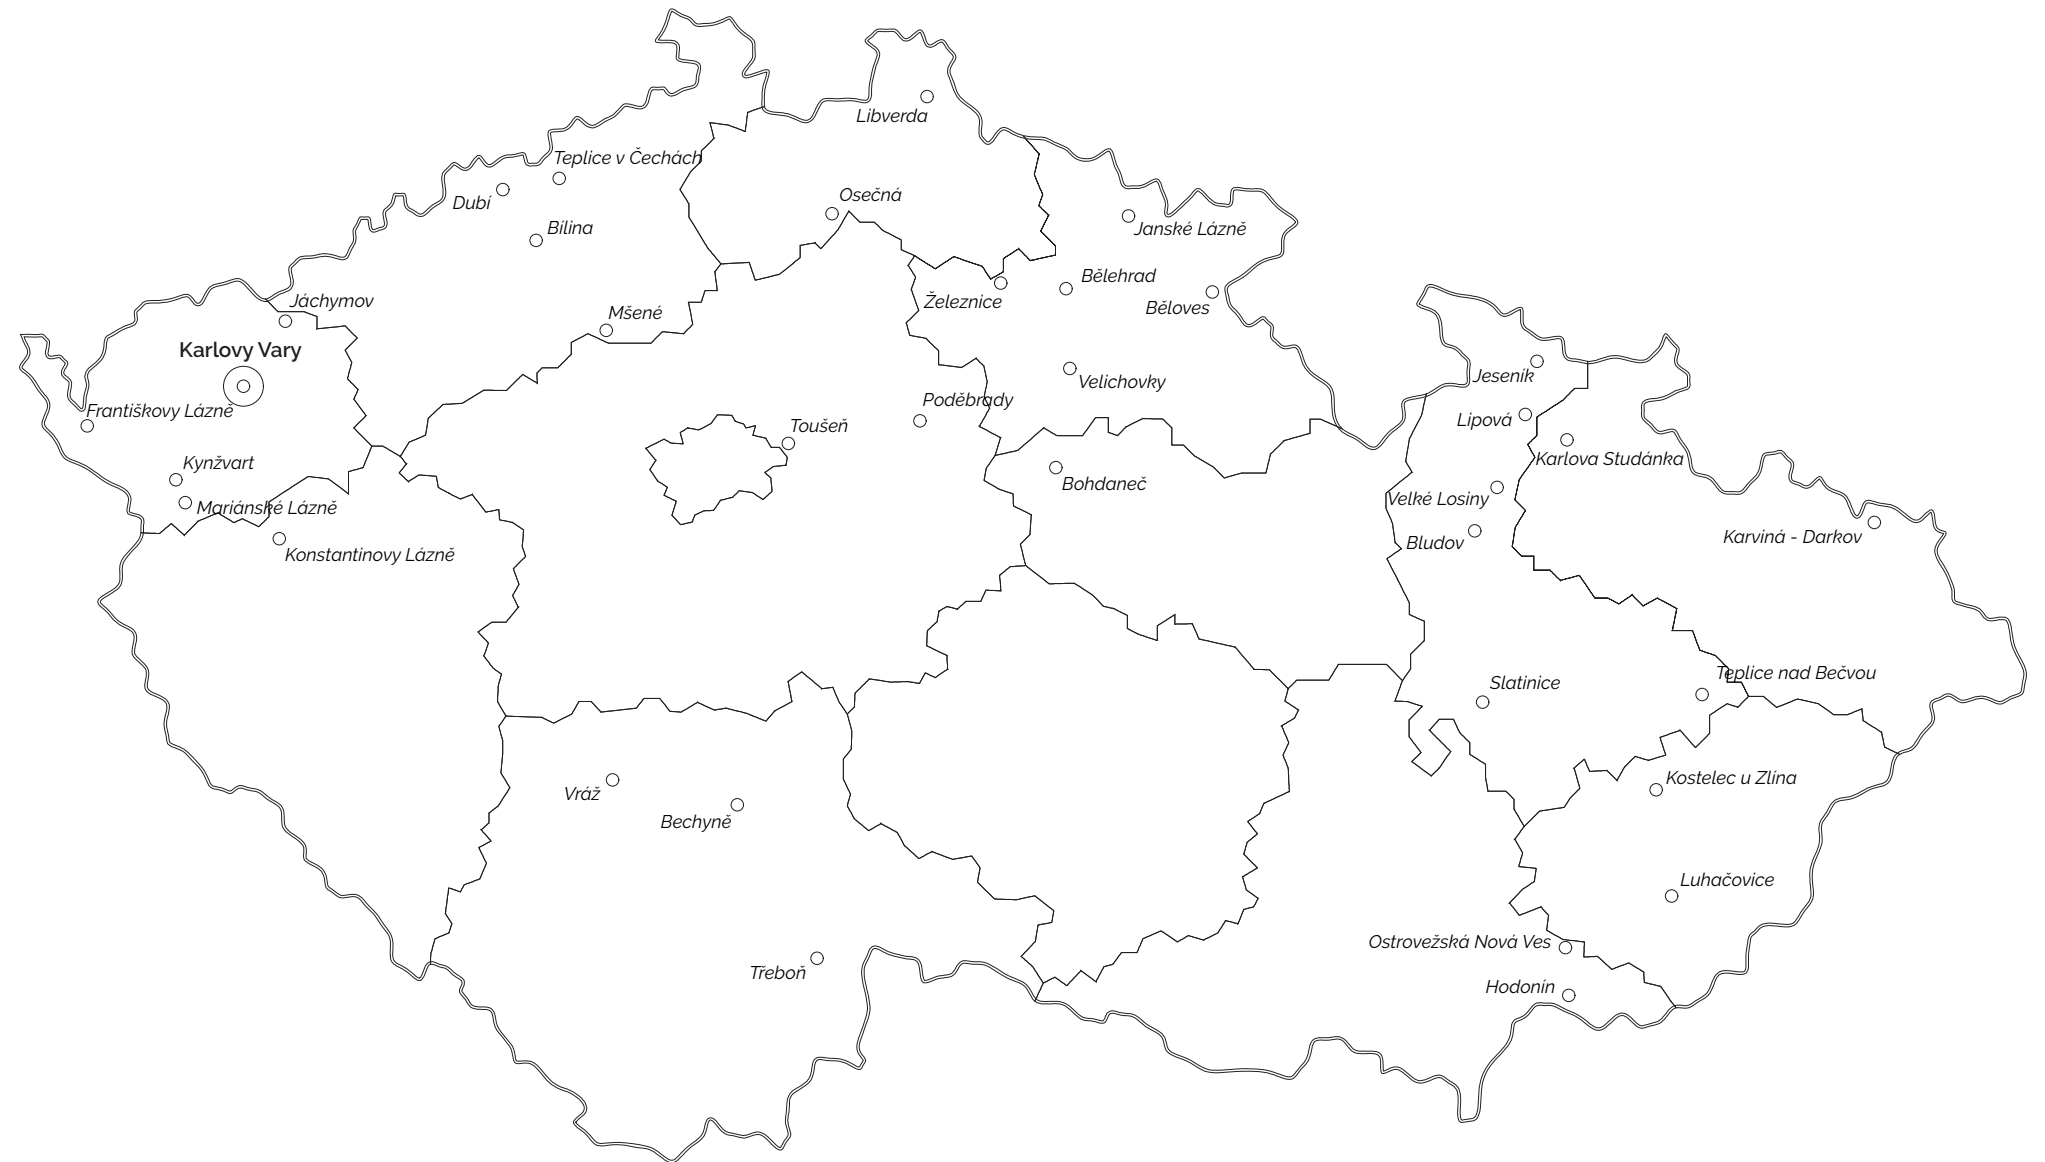 Libverda
Teplice v Čechách
Dubí
Osečná
Bílina
Janské Lázně
Bělehrad
Železnice
Běloves
Jáchymov
Mšené
Karlovy Vary
Jeseník
Velichovky
Poděbrady
Františkovy Lázně
Toušeň
Lipová
Karlova Studánka
Kynžvart
Bohdaneč
Velké Losiny
Mariánské Lázně
Karviná - Darkov
Bludov
Konstantinovy Lázně
Teplice nad Bečvou
Slatinice
Kostelec u Zlína
Vráž
Bechyně
Luhačovice
Ostrovežská Nová Ves
Třeboň
Hodonín